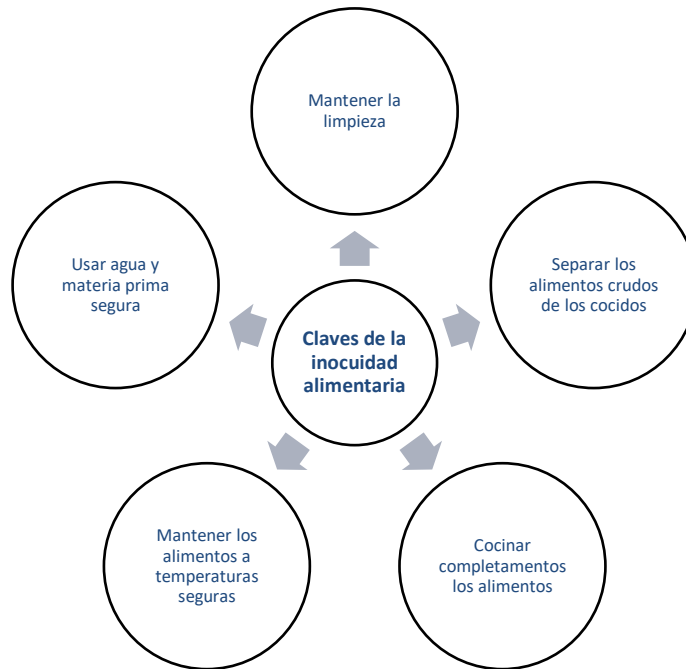 Mantener la
limpieza
Usar agua y
materia prima
segura
Separar los
alimentos crudos
de los cocidos
Claves de la
inocuidad
alimentaria
Mantener los
alimentos a
temperaturas
seguras
Cocinar
completamentos
los alimentos